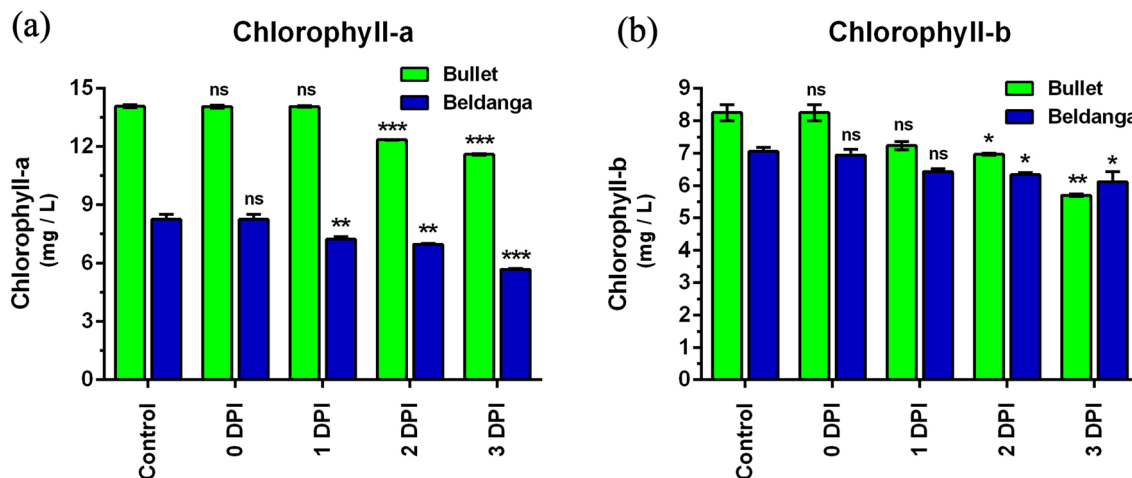 (a)
Chlorophyll-a
Bullet
Beldanga
Chlorophyll-a
(mg / L)
15
12
9
6
3
0
ns
ns
***
***
ns
**
**
***
Control
0 DPI
1 DPI
2 DPI
3 DPI
(b)
Chlorophyll-b
Bullet
Beldanga
Chlorophyll-b
(mg / L)
9
8
7
6
5
4
3
2
1
0
ns
ns
ns
ns
*
*
**
*
Control
0 DPI
1 DPI
2 DPI
3 DPI